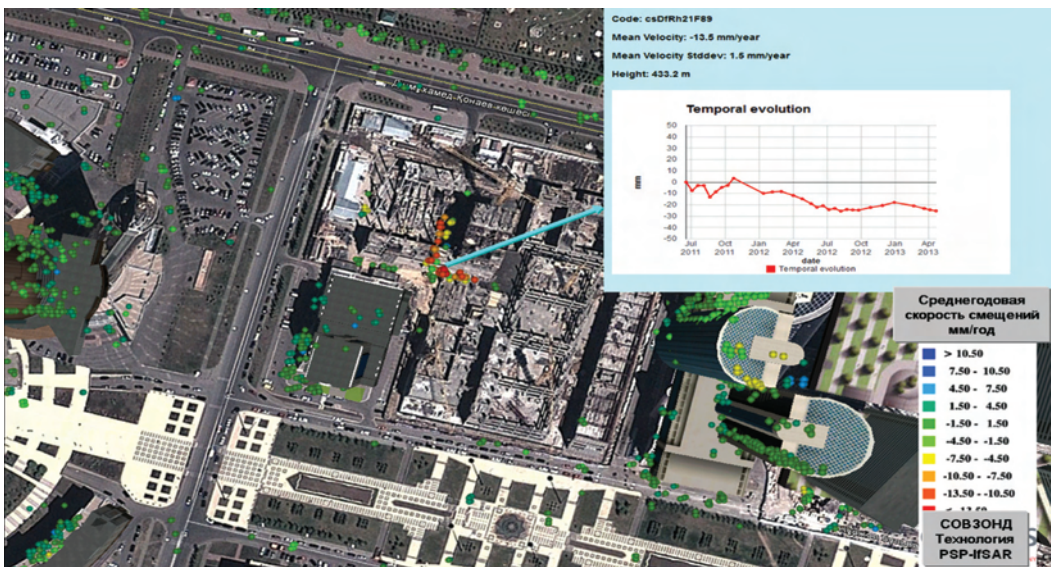 Code: csDfRh21F89
Mean Velocity: -13.5 mm/year
Mean Velocity Stddev: 1.5 mm/year
Height: 433.2 m
Temporal evolution
50
40
30
20
10
0
-10
-20
-30
-40
-50
mm
Jul 2011
Oct 2011
Jan 2012
Apr 2012
Jul 2012
Oct 2012
Jan 2013
Apr 2013
date
Temporal evolution
Среднегодовая
скорость смещений
мм/год
> 10.50
7.50 - 10.50
4.50 - 7.50
1.50 - 4.50
-1.50 - 1.50
-4.50 - -1.50
-7.50 - -4.50
-10.50 - -7.50
-13.50 - -10.50
СОВЗОНД
Технология
PSP-IfSAR